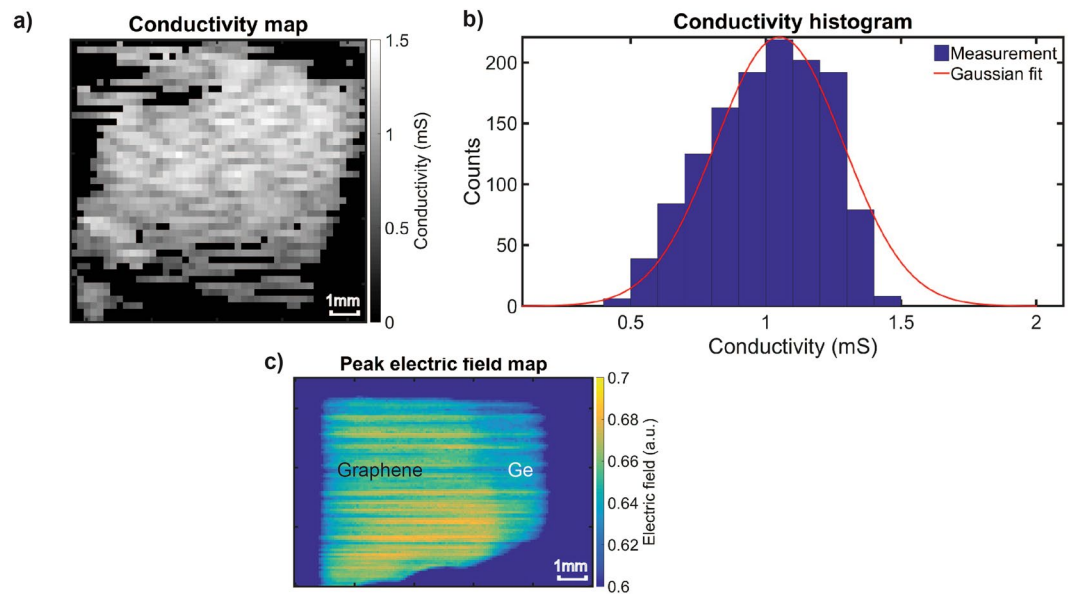 a)
Conductivity map
1.5
1
0.5
0
Conductivity (mS)
1mm
b)
Conductivity histogram
200
150
100
50
0
Counts
Measurement
Gaussian fit
0.5
1
1.5
2
Conductivity (mS)
c)
Peak electric field map
Graphene
Ge
1mm
0.7
0.68
0.66
0.64
0.62
0.6
Electric field (a.u.)